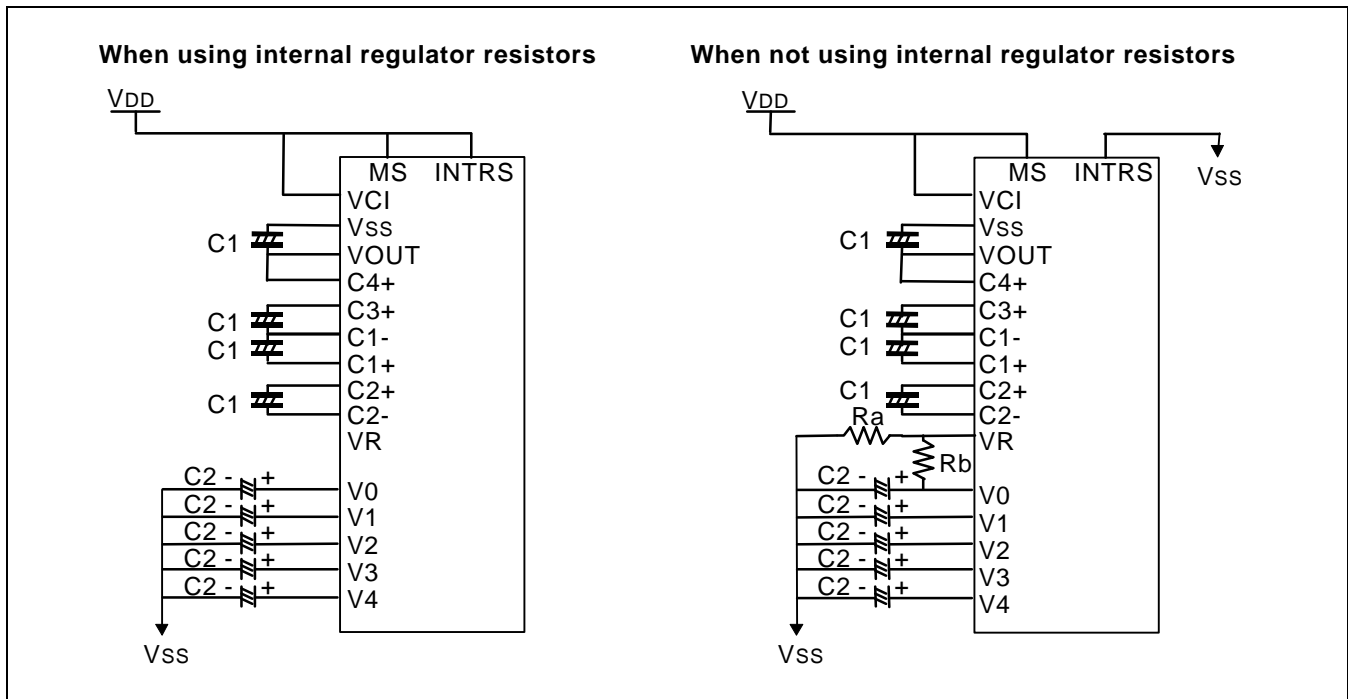 When using internal regulator resistors
VDD
MS INTRS
VCI
VSS
C1
VOUT
C4+
C3+
C1
C1-
C1
C1+
C2+
C1
C2-
VR
C2 - +
V0
C2 - +
V1
C2 - +
V2
C2 - +
V3
C2 - +
V4
VSS
When not using internal regulator resistors
VDD
MS INTRS
VSS
VCI
VSS
C1
VOUT
C4+
C3+
C1
C1-
C1
C1+
C2+
C1
C2-
Ra
VR
Rb
C2 - +
V0
C2 - +
V1
C2 - +
V2
C2 - +
V3
C2 - +
V4
VSS